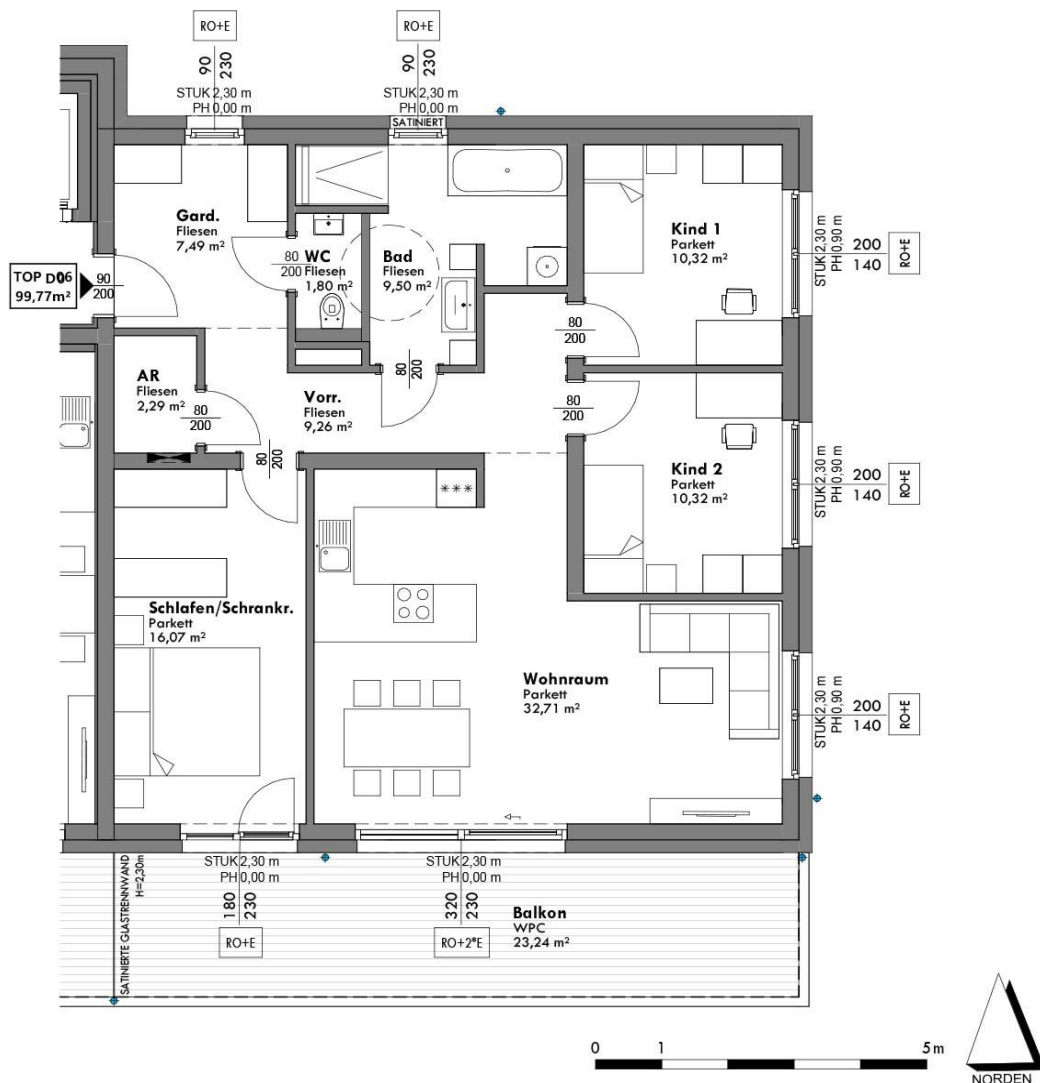 RO+E
RO+E
90
230
90
230
STUK 2,30 m
PH 0,00 m
STUK 2,30 m
PH 0,00 m
SATINIERT
Gard.
Fliesen
7,49 m²
80
200
WC
Fliesen
1,80 m²
Bad
Fliesen
9,50 m²
Kind 1
Parkett
10,32 m²
STUK 2,30 m
PH 0,90 m
200
140
RO+E
TOP D06
99,77m²
90
200
80
200
AR
Fliesen
2,29 m²
80
200
Vorr.
Fliesen
9,26 m²
80
200
80
200
80
200
Kind 2
Parkett
10,32 m²
STUK 2,30 m
PH 0,90 m
200
140
RO+E
***
Schlafen/Schrankr.
Parkett
16,07 m²
Wohnraum
Parkett
32,71 m²
STUK 2,30 m
PH 0,90 m
200
140
RO+E
SATINIERTE GLASTRENNWAND
H=2,30m
STUK 2,30 m
PH 0,00 m
180
230
RO+E
STUK 2,30 m
PH 0,00 m
320
230
RO+2*E
Balkon
WPC
23,24 m²
0 1 5 m
NORDEN